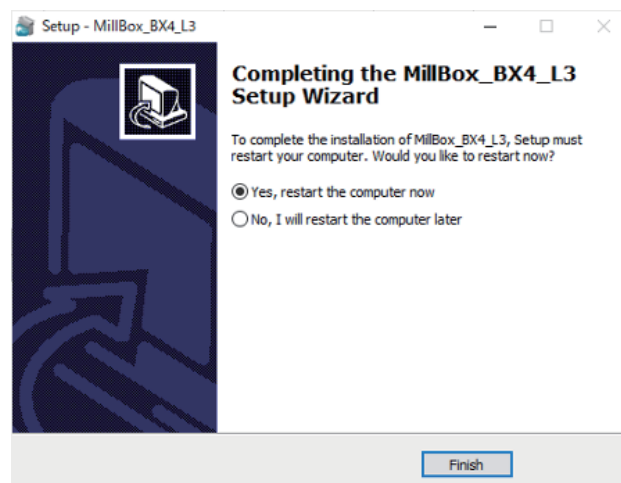 Setup - MillBox_BX4_L3
Completing the MillBox_BX4_L3
Setup Wizard
To complete the installation of MillBox_BX4_L3, Setup must
restart your computer. Would you like to restart now?
Yes, restart the computer now
No, I will restart the computer later
Finish